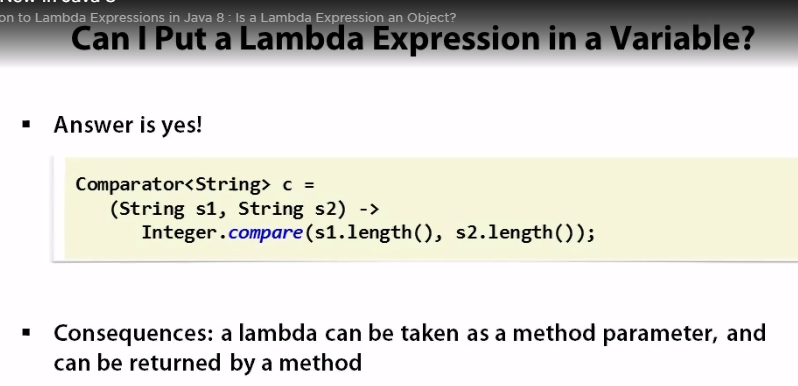 on to Lambda Expressions in Java 8 : Is a Lambda Expression an Object?
Can I Put a Lambda Expression in a Variable?
▪ Answer is yes!
Comparator<String> c =
(String s1, String s2) ->
Integer.compare(s1.length(), s2.length());
▪ Consequences: a lambda can be taken as a method parameter, and
can be returned by a method